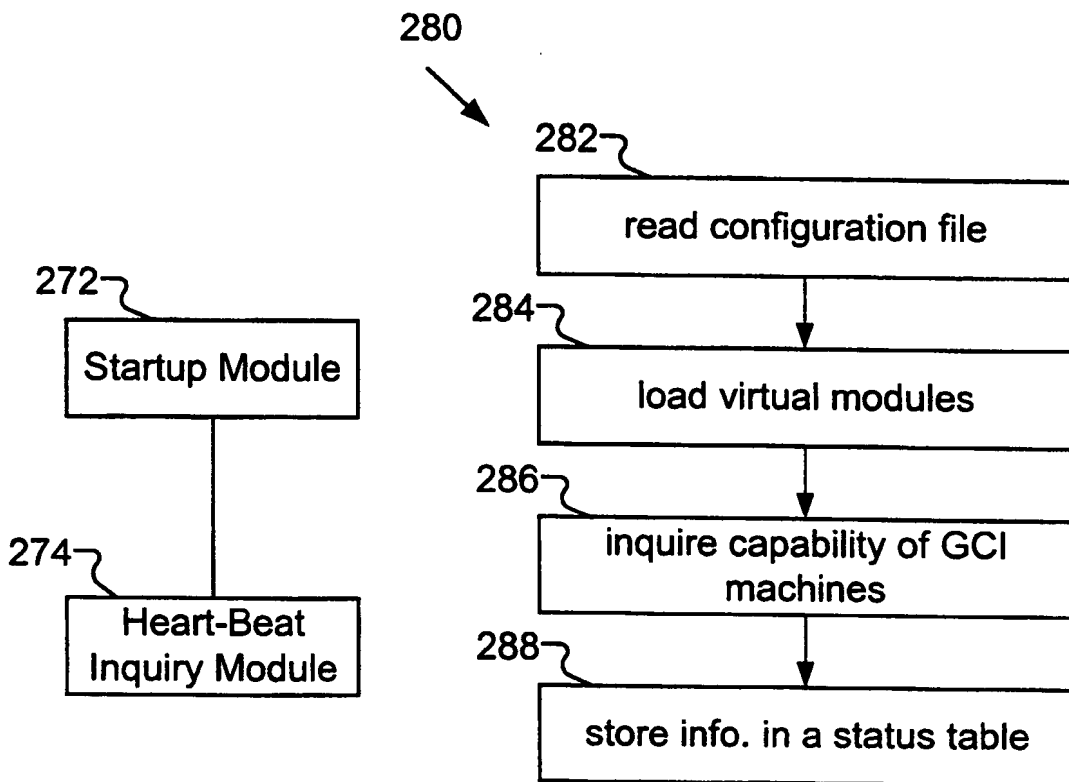 280
282
read configuration file
272
Startup Module
284
load virtual modules
286
inquire capability of GCI
machines
274
Heart-Beat
Inquiry Module
288
store info. in a status table